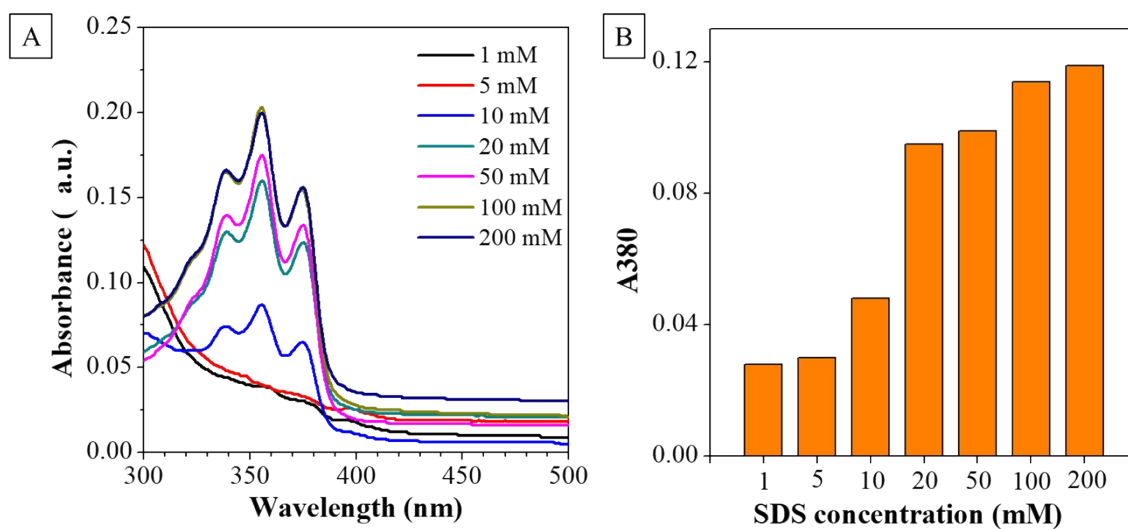 A
0.25
0.20
0.15
0.10
0.05
0.00
Absorbance ( a.u.)
1 mM
5 mM
10 mM
20 mM
50 mM
100 mM
200 mM
300 350 400 450 500
Wavelength (nm)
B
0.12
0.08
0.04
0.00
A380
1 5 10 20 50 100 200
SDS concentration (mM)